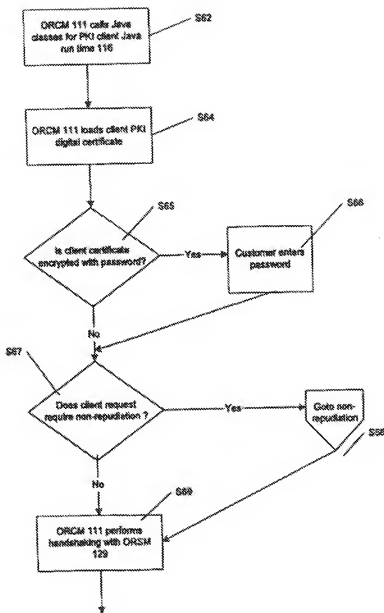 ORCM 111 calls Java
classes for PKI client Java
run time 116
S62
ORCM 111 loads client PKI
digital certificate
S64
S65
Is client certificate
encrypted with password?
Yes
Customer enters
password
S66
No
S67
Does client request
require non-repudiation ?
Yes
Goto non-
repudiation
S68
No
S69
ORCM 111 performs
handshaking with ORSM
129